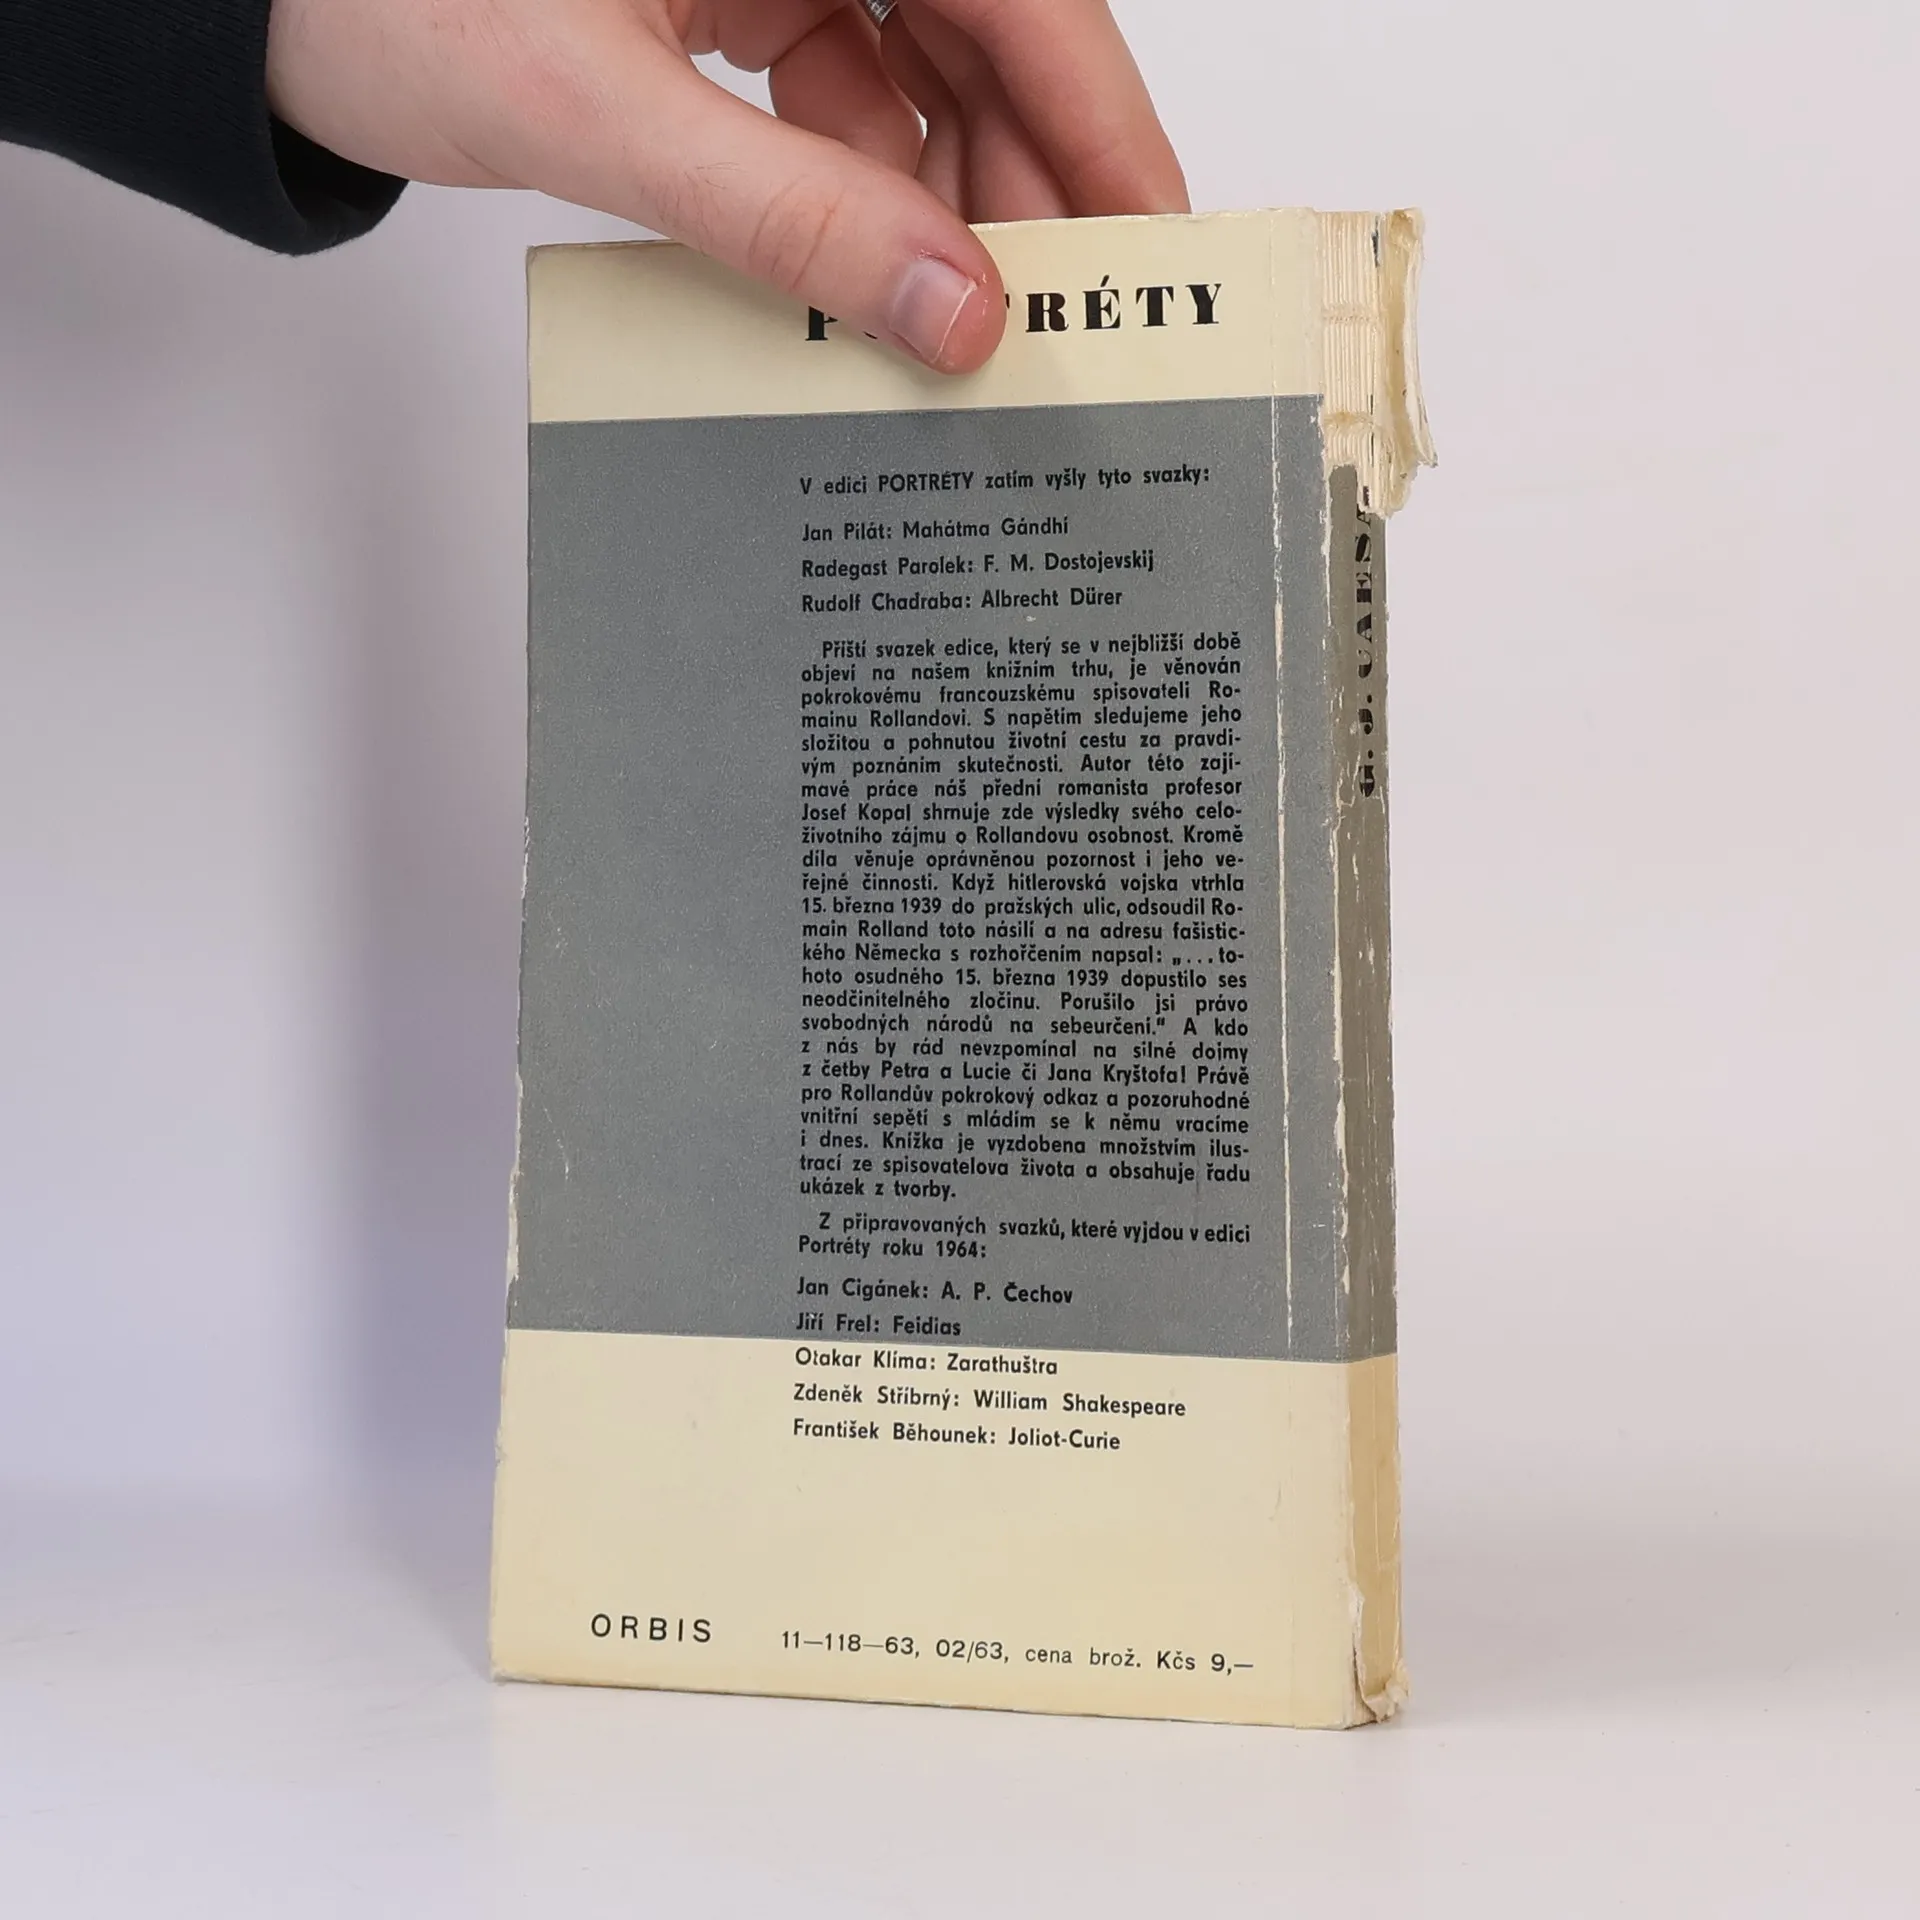 TRÉTY
V edici PORTRÉTY zatím vyšly tyto svazky:
Jan Pilát: Mahátma Gándhí
Radegast Parolek: F. M. Dostojevskij
Rudolf Chadraba: Albrecht Dürer
Příští svazek edice, který se v nejbližší době
objeví na našem knižním trhu, je věnován
pokrokovému francouzskému spisovateli Ro-
mainu Rollandovi. S napětím sledujeme jeho
složitou a pohnutou životní cestu za pravdi-
vým poznáním skutečnosti. Autor této zají-
mavé práce náš přední romanista profesor
Josef Kopal shrnuje zde výsledky svého celo-
životního zájmu o Rollandovu osobnost. Kromě
díla věnuje oprávněnou pozornost i jeho ve-
řejné činnosti. Když hitlerovská vojska vtrhla
15. března 1939 do pražských ulic, odsoudil Ro-
main Rolland toto násilí a na adresu fašistic-
kého Německa s rozhořčením napsal: „...to-
hoto osudného 15. března 1939 dopustilo ses
neodčinitelného zločinu. Porušilo jsi právo
svobodných národů na sebeurčení." A kdo
z nás by rád nevzpomínal na silné dojmy
z četby Petra a Lucie či Jana Kryštofa! Právě
pro Rollandův pokrokový odkaz a pozoruhodné
vnitřní sepětí s mládím se k němu vracíme
i dnes. Knížka je vyzdobena množstvím ilus-
trací ze spisovatelova života a obsahuje řadu
ukázek z tvorby.
Z připravovaných svazků, které vyjdou v edici
Portréty roku 1964:
Jan Cigánek: A. P. Čechov
Jiří Frel: Feidias
Otakar Klíma: Zarathuštra
Zdeněk Stříbrný: William Shakespeare
František Běhounek: Joliot-Curie
ORBIS 11—118—63, 02/63, cena brož. Kčs 9,—
G. J. CAESA